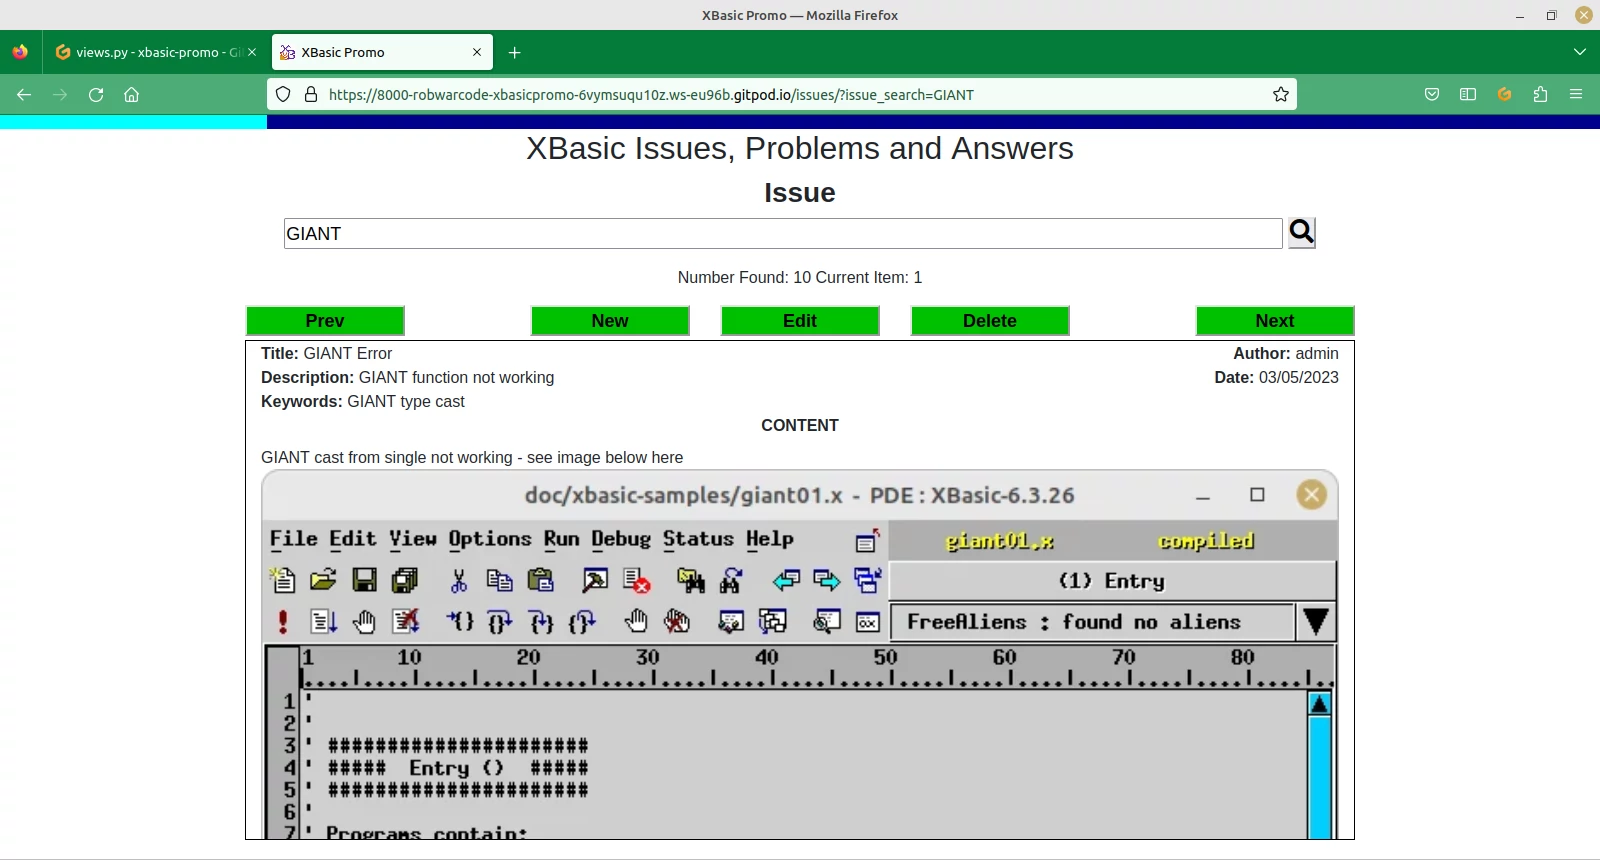 XBasic Promo — Mozilla Firefox
views.py - xbasic-promo - Gi
XBasic Promo
https://8000-robwarcode-xbasicpromo-6vymsuqu10z.ws-eu96b.gitpod.io/issues/?issue_search=GIANT
XBasic Issues, Problems and Answers
Issue
GIANT
Number Found: 10 Current Item: 1
Prev New Edit Delete Next
Title: GIANT Error Author: admin
Description: GIANT function not working Date: 03/05/2023
Keywords: GIANT type cast
CONTENT
GIANT cast from single not working - see image below here
doc/xbasic-samples/giant01.x - PDE : XBasic-6.3.26
File Edit View Options Run Debug Status Help giant01.x compiled
(1) Entry
FreeAliens : found no aliens
1 10 20 30 40 50 60 70 80
1 '
2 '
3 ' ######################
4 ' ##### Entry () #####
5 ' ######################
6 '
7 ' Programs contain: